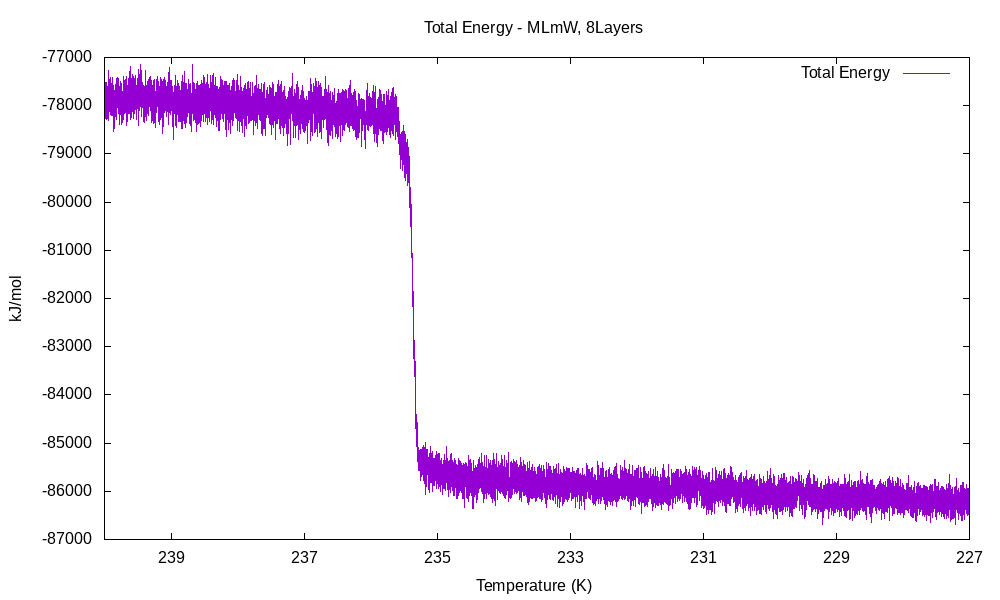 Total Energy - MLmW, 8Layers
-77000
Total Energy
-78000
-79000
-80000
-81000
kJ/mol
-82000
-83000
-84000
-85000
-86000
-87000
239 237 235 233 231 229 227
Temperature (K)